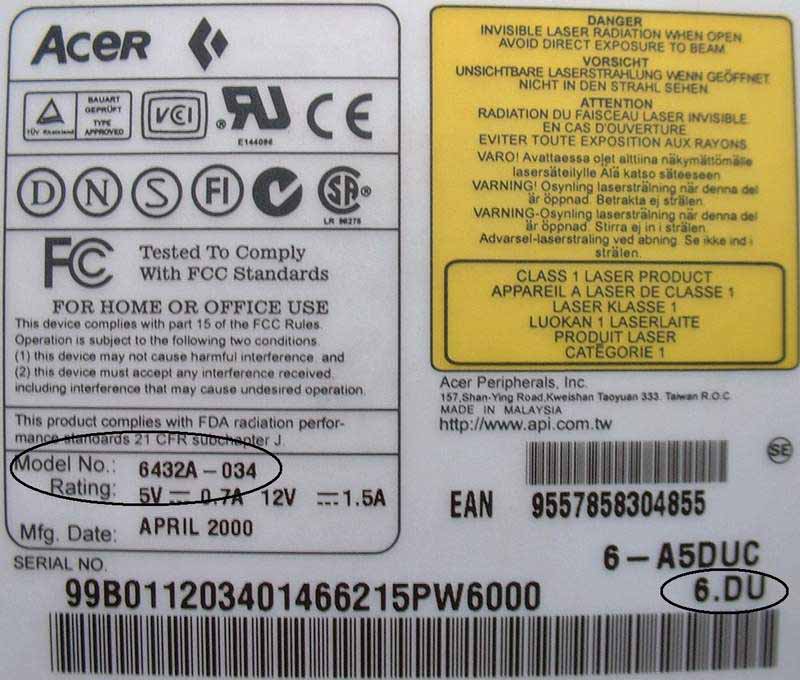 ACER
TÜV Rheinland
BAUART
GEPRÜFT
TYPE
APPROVED
VCI
RU ®
E144096
CE
D N S FI
SA ®
LR 98278
FC Tested To Comply
With FCC Standards
FOR HOME OR OFFICE USE
This device complies with part 15 of the FCC Rules.
Operation is subject to the following two conditions.
(1) this device may not cause harmful interference. and
(2) this device must accept any interference received,
including interference that may cause undesired operation.
This product complies with FDA radiation perfor-
mance standards 21 CFR subchapter J.
Model No.: 6432A-034
Rating: 5V 0.7A 12V 1.5A
Mfg. Date: APRIL 2000
SERIAL NO.
99B011203401466215PW6000
DANGER
INVISIBLE LASER RADIATION WHEN OPEN
AVOID DIRECT EXPOSURE TO BEAM
VORSICHT
UNSICHTBARE LASERSTRAHLUNG WENN GEÖFFNET
NICHT IN DEN STRAHL SEHEN
ATTENTION
RADIATION DU FAISCEAU LASER INVISIBLE
EN CAS D'OUVERTURE
EVITER TOUTE EXPOSITION AUX RAYONS
VARO! Avattaessa olet alttiina näkymättömälle
lasersäteilylle Älä katso säteeseen
VARNING! Osynling laserstrålning när denna del
är öppnad. Betrakta ej strålen.
VARNING-Osynling laserstrålning när denna del
är öppnad. Stirra ej in i strålen.
Advarsel-laserstraling ved abning. Se ikke ind i
strålen.
CLASS 1 LASER PRODUCT
APPAREIL A LASER DE CLASSE 1
LASER KLASSE 1
LUOKAN 1 LASERLAITE
PRODUIT LASER
CATÉGORIE 1
Acer Peripherals, Inc.
157,Shan-Ying Road,Kweishan Taoyuan 333. Taiwan R.O.C.
MADE IN MALAYSIA
http://www.api.com.tw
SE
EAN 9557858304855
6-A5DUC
6.DU